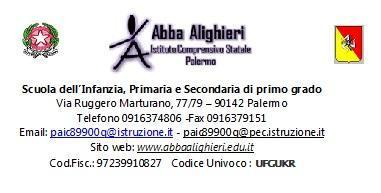 Abba Alighieri
Istituto Comprensivo Statale
Palermo
Scuola dell´Infanzia, Primaria e Secondaria di primo grado
Via Ruggero Marturano, 77/79 – 90142 Palermo
Telefono 0916374806 -Fax 0916379151
Email: paic89900q@istruzione.it - paic89900q@pec.istruzione.it
Sito web: www.abbaalighieri.edu.it
Cod.Fisc.: 97239910827 Codice Univoco : UFGUKR